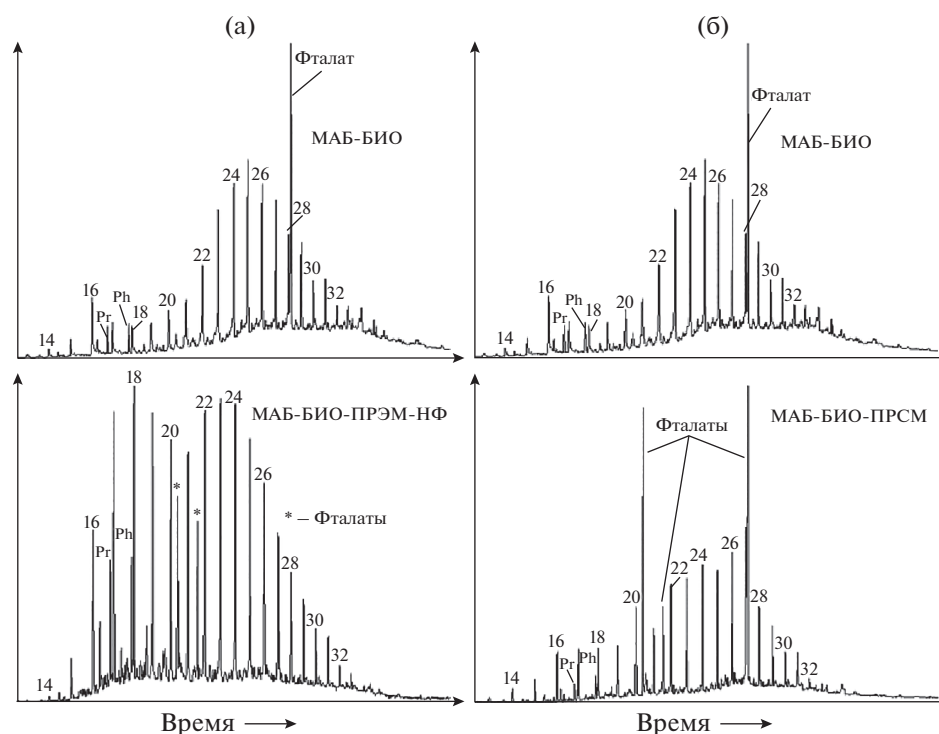 (а)
Фталат
МАБ-БИО
14
16
Pr
Ph
18
20
22
24
26
28
30
32
(б)
Фталат
МАБ-БИО
14
16
Pr
Ph
18
20
22
24
26
28
30
32
МАБ-БИО-ПРЭМ-НФ
* – Фталаты
14
16
Pr
Ph
18
20
*
*
22
24
26
28
30
32
Время
МАБ-БИО-ПРСМ
Фталаты
14
16
Pr
Ph
18
20
22
24
26
28
30
32
Время